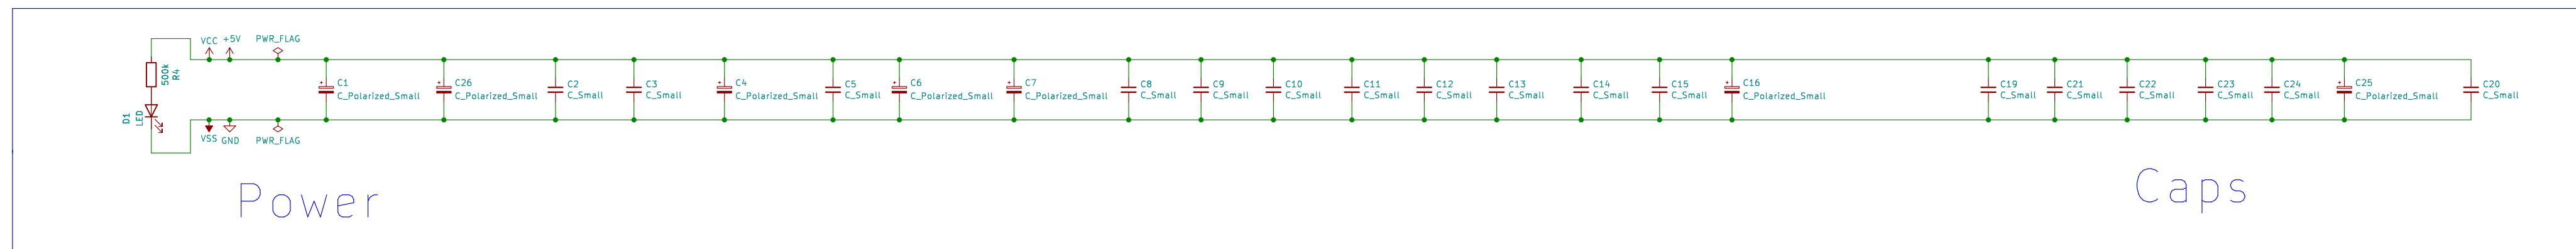 VCC
+5V
PWR_FLAG
500k
R4
D1
LED
VSS
GND
PWR_FLAG
C1
C_Polarized_Small
C26
C_Polarized_Small
C2
C_Small
C3
C_Small
C4
C_Polarized_Small
C5
C_Small
C6
C_Polarized_Small
C7
C_Polarized_Small
C8
C_Small
C9
C_Small
C10
C_Small
C11
C_Small
C12
C_Small
C13
C_Small
C14
C_Small
C15
C_Small
C16
C_Polarized_Small
C19
C_Small
C21
C_Small
C22
C_Small
C23
C_Small
C24
C_Small
C25
C_Polarized_Small
C20
C_Small
Power
Caps